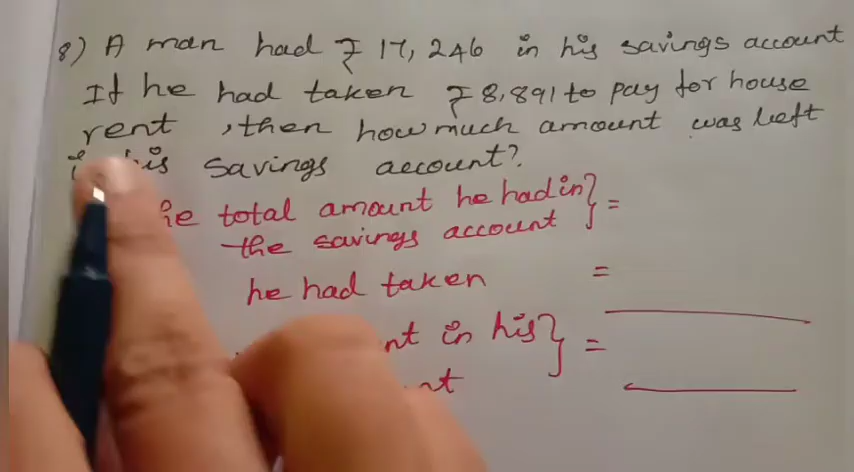 8) A man had ₹ 17,246 in his savings account
If he had taken ₹ 8,891 to pay for house
rent , then how much amount was left
his savings account?
total amount he had in } =
the savings account
he had taken =
in his } =